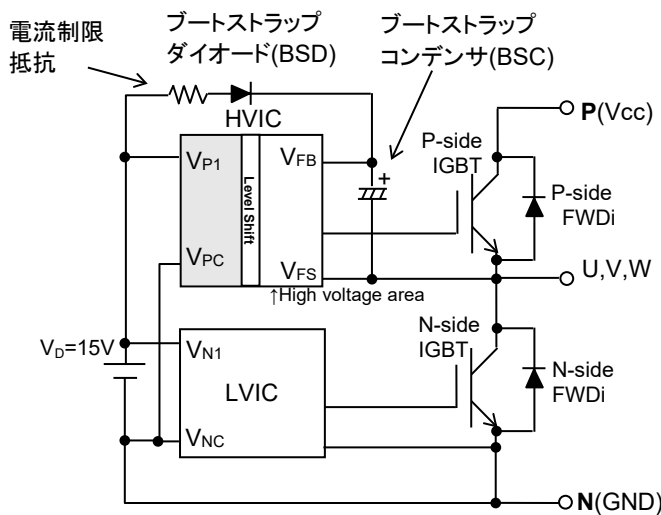 電流制限
抵抗
ブートストラップ
ダイオード(BSD)
ブートストラップ
コンデンサ(BSC)
HVIC
P(Vcc)
VP1
Level Shift
VFB
+
P-side
IGBT
P-side
FWDi
VPC
VFS
U,V,W
↑High voltage area
VD=15V
VN1
LVIC
N-side
IGBT
N-side
FWDi
VNC
N(GND)